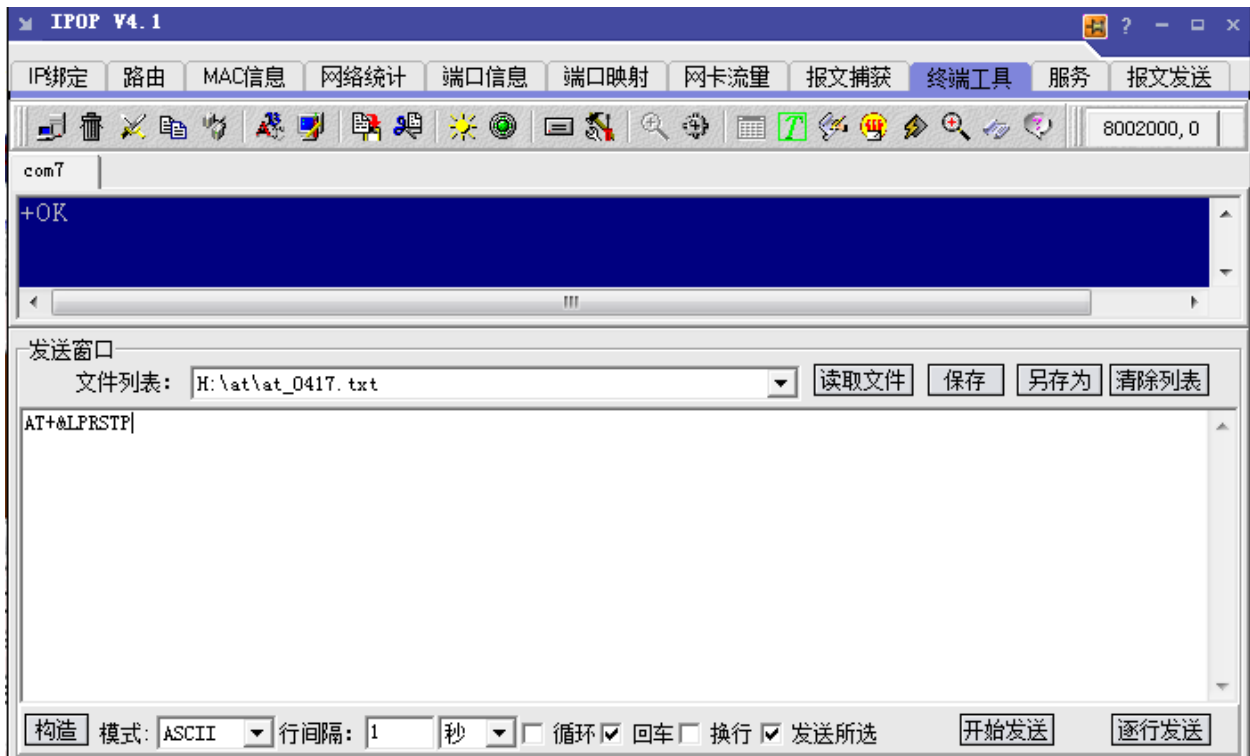 IPOP V4.1
IP绑定 路由 MAC信息 网络统计 端口信息 端口映射 网卡流量 报文捕获 终端工具 服务 报文发送
8002000,0
com7
+OK
发送窗口
文件列表: H:\at\at_0417.txt 读取文件 保存 另存为 清除列表
AT+&LPRSTP
构造 模式: ASCII 行间隔: 1 秒 循环 回车 换行 发送所选 开始发送 逐行发送